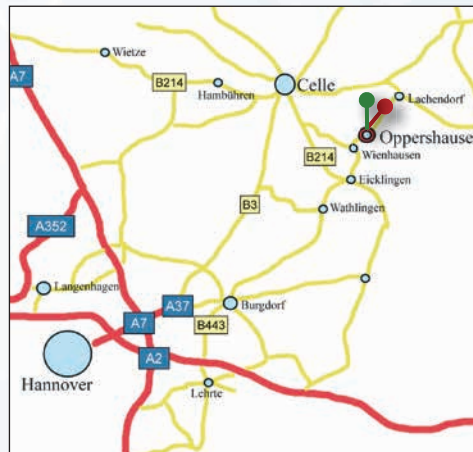 Wietze
A7
Celle
B214
Hambühren
Lachendorf
Oppershause
B214
Wienhausen
Eicklingen
B3
Wathlingen
A352
Langenhagen
A37
Burgdorf
A7
B443
A2
Hannover
Lehrte